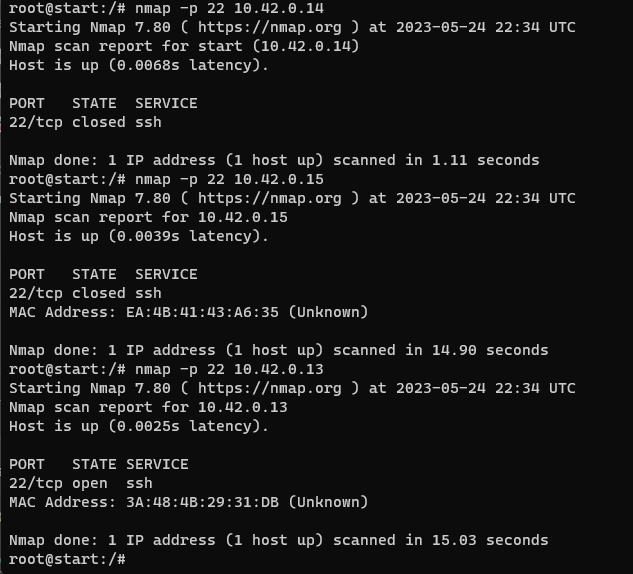 root@start:/# nmap -p 22 10.42.0.14
Starting Nmap 7.80 ( https://nmap.org ) at 2023-05-24 22:34 UTC
Nmap scan report for start (10.42.0.14)
Host is up (0.0068s latency).

PORT   STATE  SERVICE
22/tcp closed ssh

Nmap done: 1 IP address (1 host up) scanned in 1.11 seconds
root@start:/# nmap -p 22 10.42.0.15
Starting Nmap 7.80 ( https://nmap.org ) at 2023-05-24 22:34 UTC
Nmap scan report for 10.42.0.15
Host is up (0.0039s latency).

PORT   STATE  SERVICE
22/tcp closed ssh
MAC Address: EA:4B:41:43:A6:35 (Unknown)

Nmap done: 1 IP address (1 host up) scanned in 14.90 seconds
root@start:/# nmap -p 22 10.42.0.13
Starting Nmap 7.80 ( https://nmap.org ) at 2023-05-24 22:34 UTC
Nmap scan report for 10.42.0.13
Host is up (0.0025s latency).

PORT   STATE SERVICE
22/tcp open  ssh
MAC Address: 3A:48:4B:29:31:DB (Unknown)

Nmap done: 1 IP address (1 host up) scanned in 15.03 seconds
root@start:/#